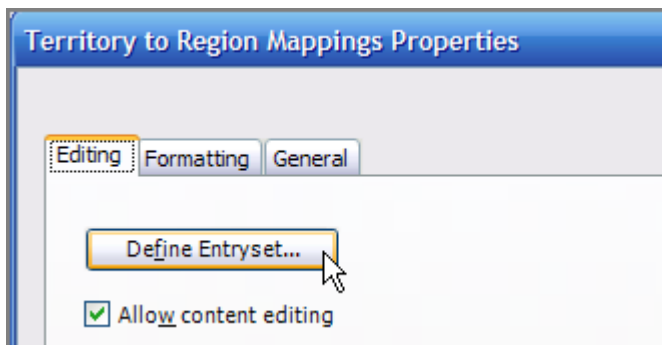 Territory to Region Mappings Properties
Editing Formatting General
Define Entryset...
Allow content editing